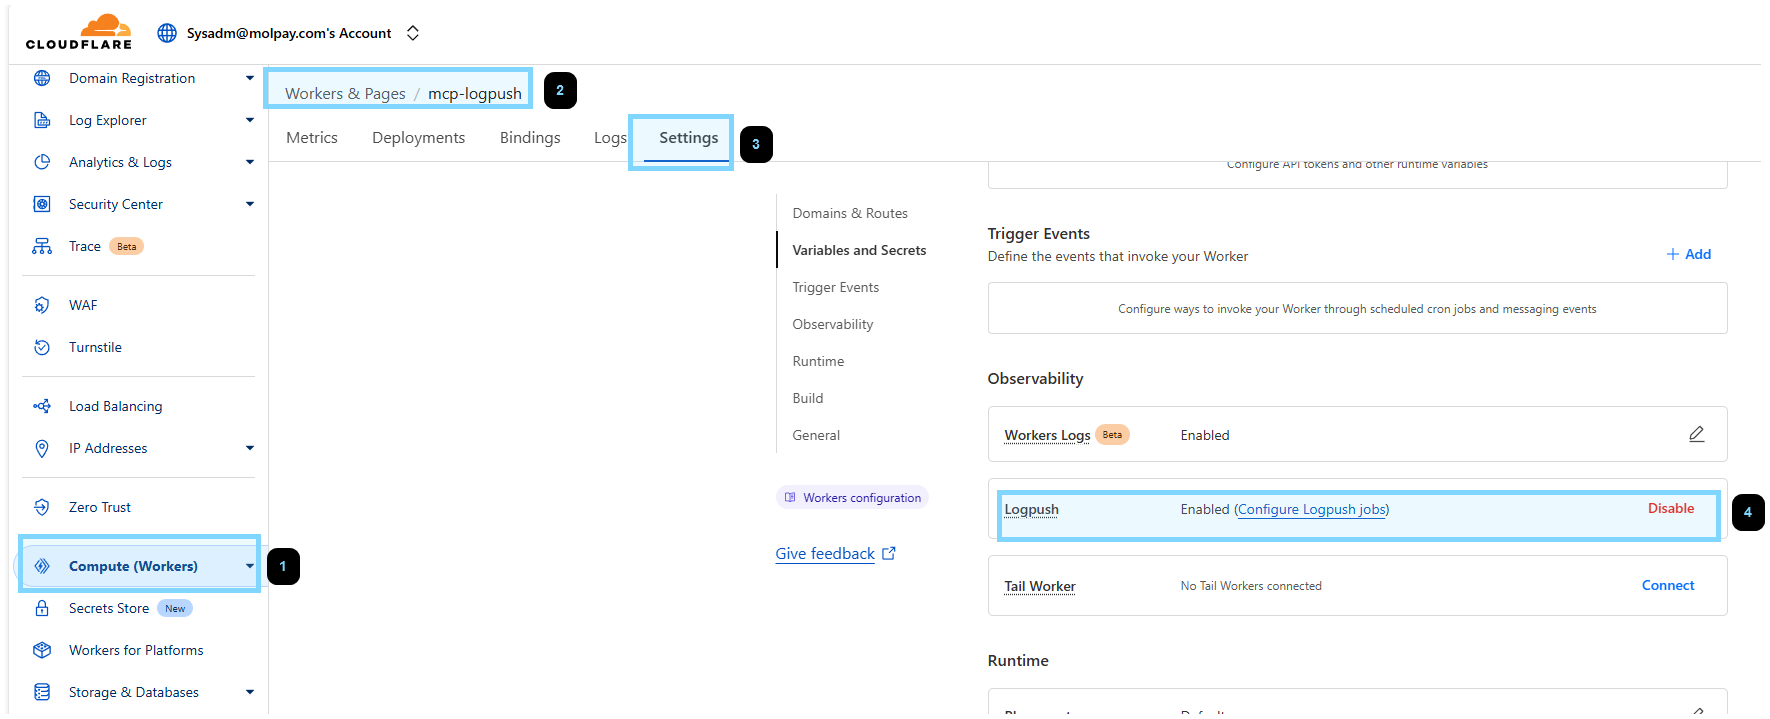 CLOUDFLARE
Sysadm@molpay.com's Account
Domain Registration
Log Explorer
Analytics & Logs
Security Center
Trace Beta
WAF
Turnstile
Load Balancing
IP Addresses
Zero Trust
Compute (Workers) 1
Secrets Store New
Workers for Platforms
Storage & Databases
Workers & Pages / mcp-logpush 2
Metrics Deployments Bindings Logs Settings 3
Domains & Routes
Variables and Secrets
Trigger Events
Observability
Runtime
Build
General
Workers configuration
Give feedback
Configure API tokens and other runtime variables
Trigger Events
Define the events that invoke your Worker
+ Add
Configure ways to invoke your Worker through scheduled cron jobs and messaging events
Observability
Workers Logs Beta Enabled
Logpush Enabled (Configure Logpush jobs) Disable 4
Tail Worker No Tail Workers connected Connect
Runtime